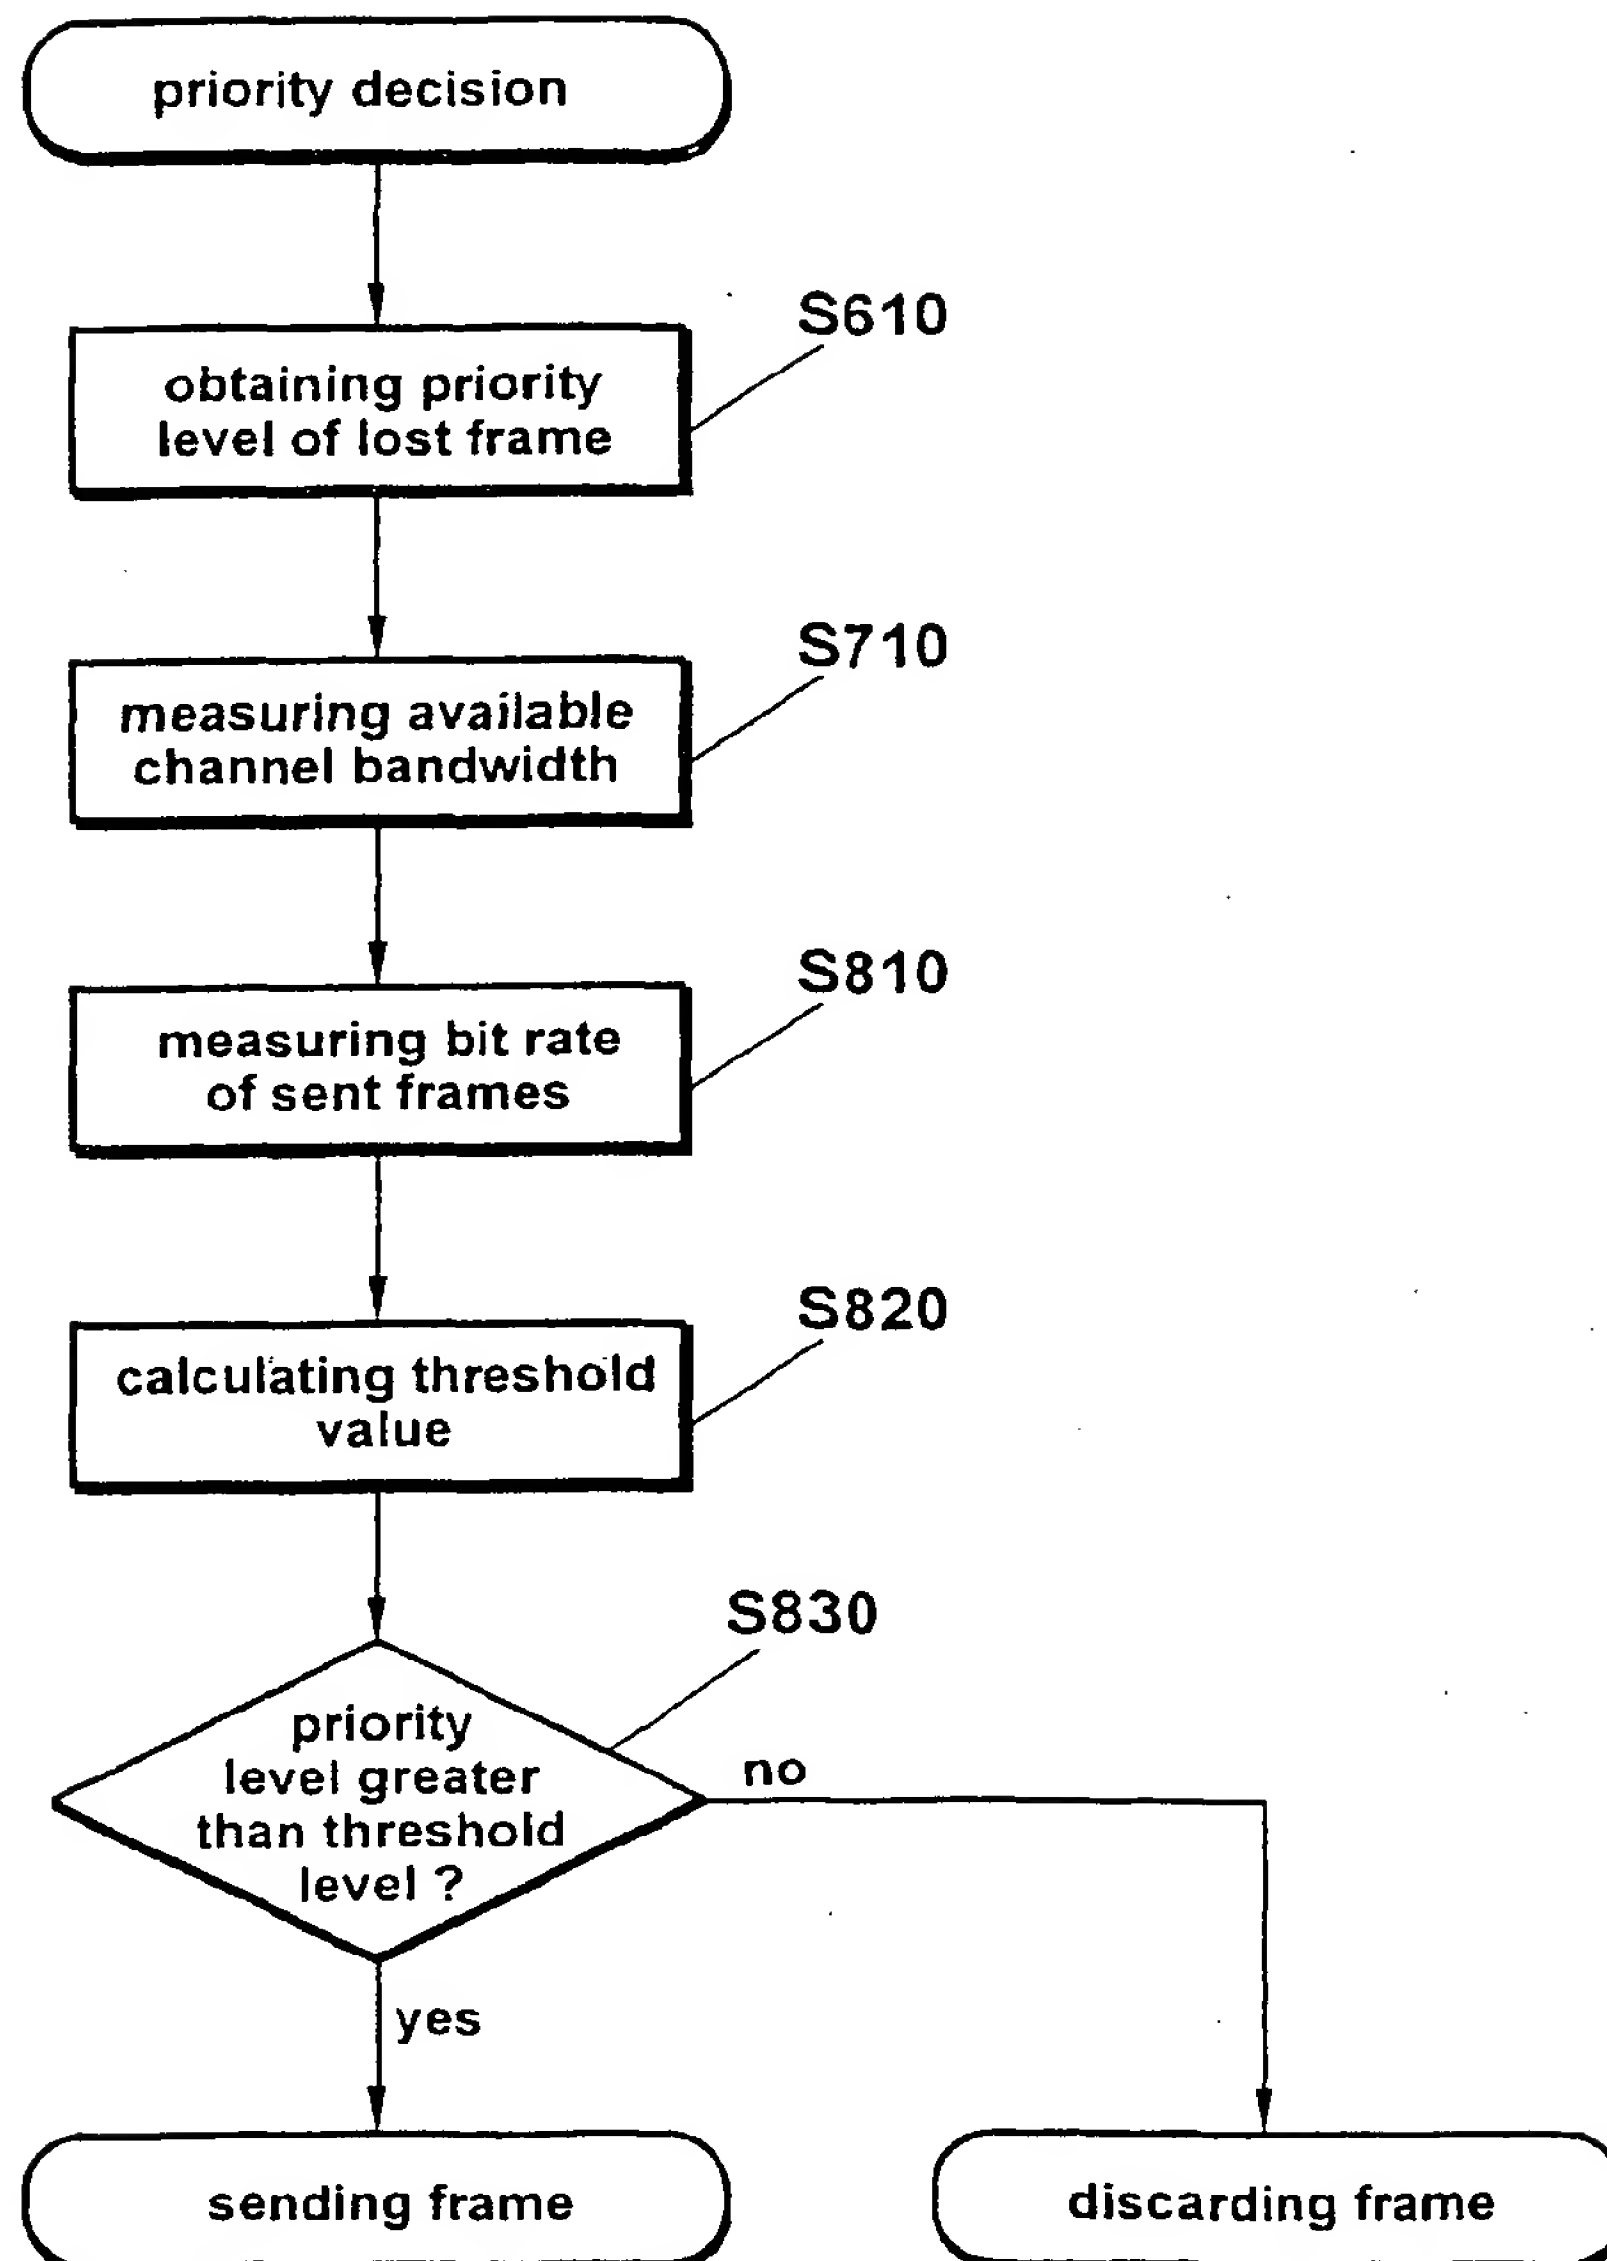 priority decision
S610
obtaining priority
level of lost frame
S710
measuring available
channel bandwidth
S810
measuring bit rate
of sent frames
S820
calculating threshold
value
S830
priority
level greater
than threshold
level ?
no
yes
sending frame
discarding frame